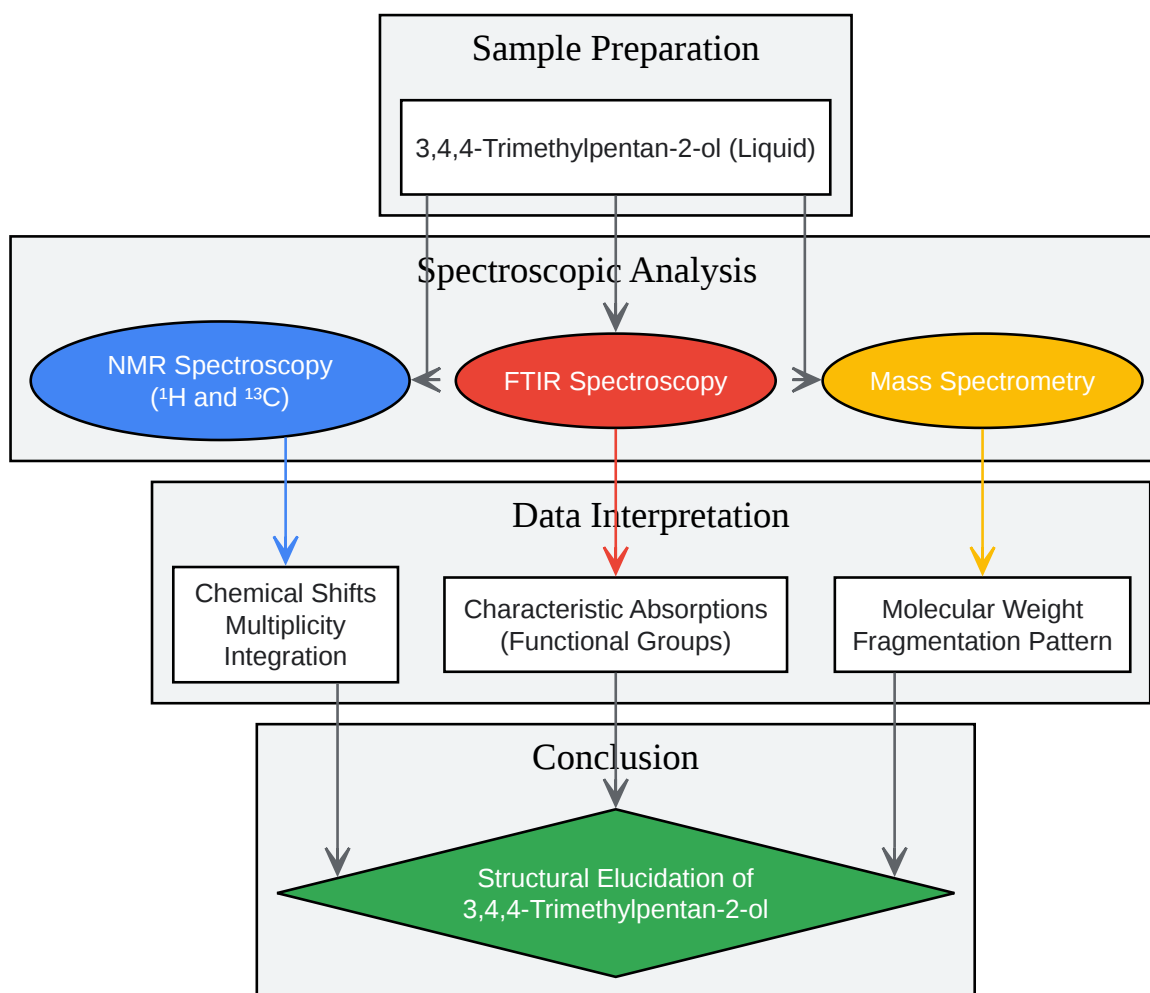 Sample Preparation
3,4,4-Trimethylpentan-2-ol (Liquid)
Spectroscopic Analysis
NMR Spectroscopy
(¹H and ¹³C)
FTIR Spectroscopy
Mass Spectrometry
Data Interpretation
Chemical Shifts
Multiplicity
Integration
Characteristic Absorptions
(Functional Groups)
Molecular Weight
Fragmentation Pattern
Conclusion
Structural Elucidation of
3,4,4-Trimethylpentan-2-ol